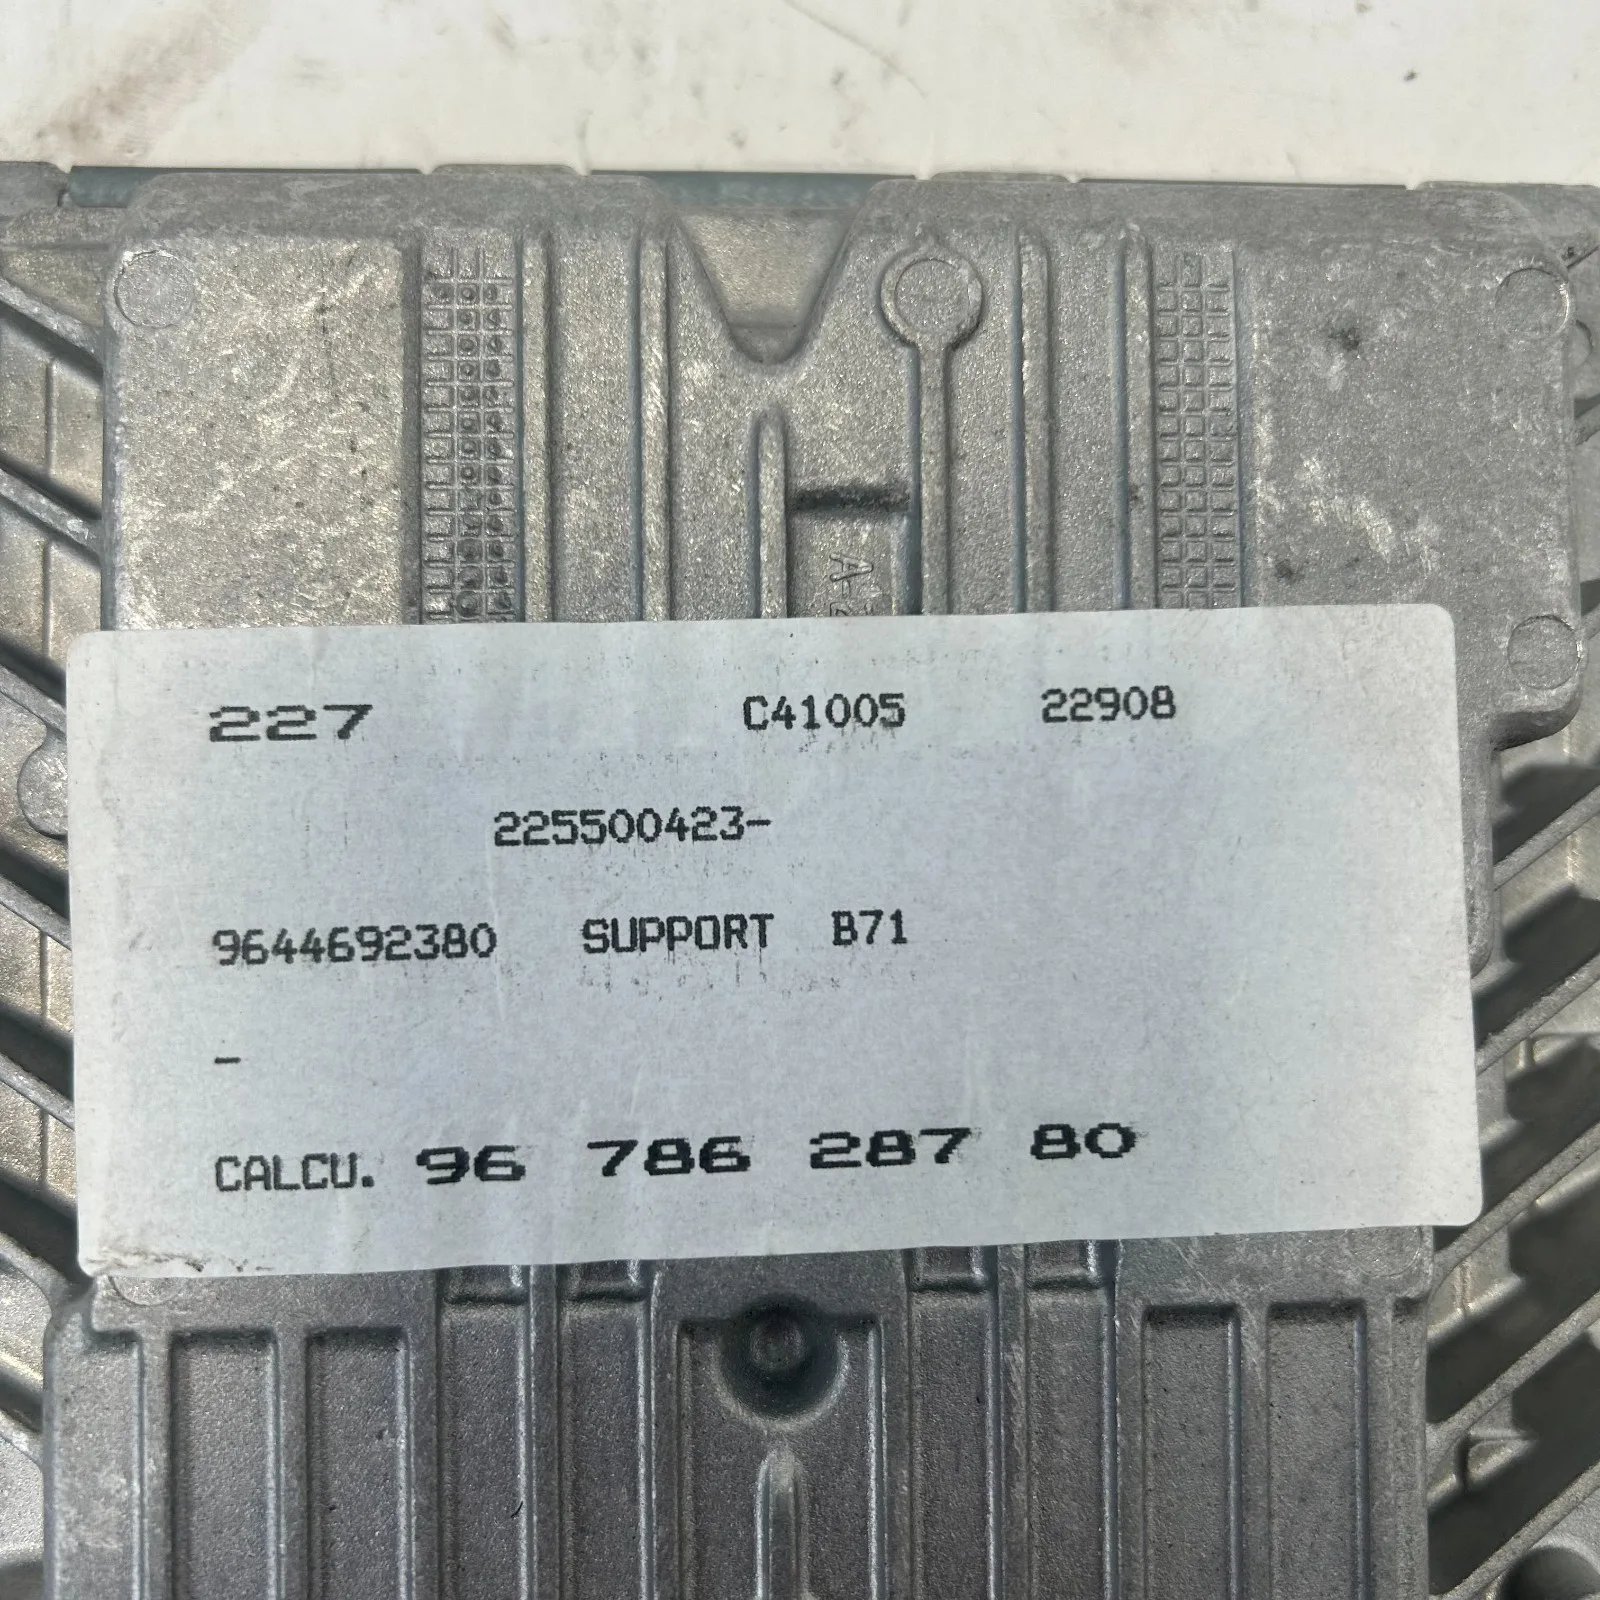 227 C41005 22908
225500423-
9644692380 SUPPORT B71
-
CALCU. 96 786 287 80